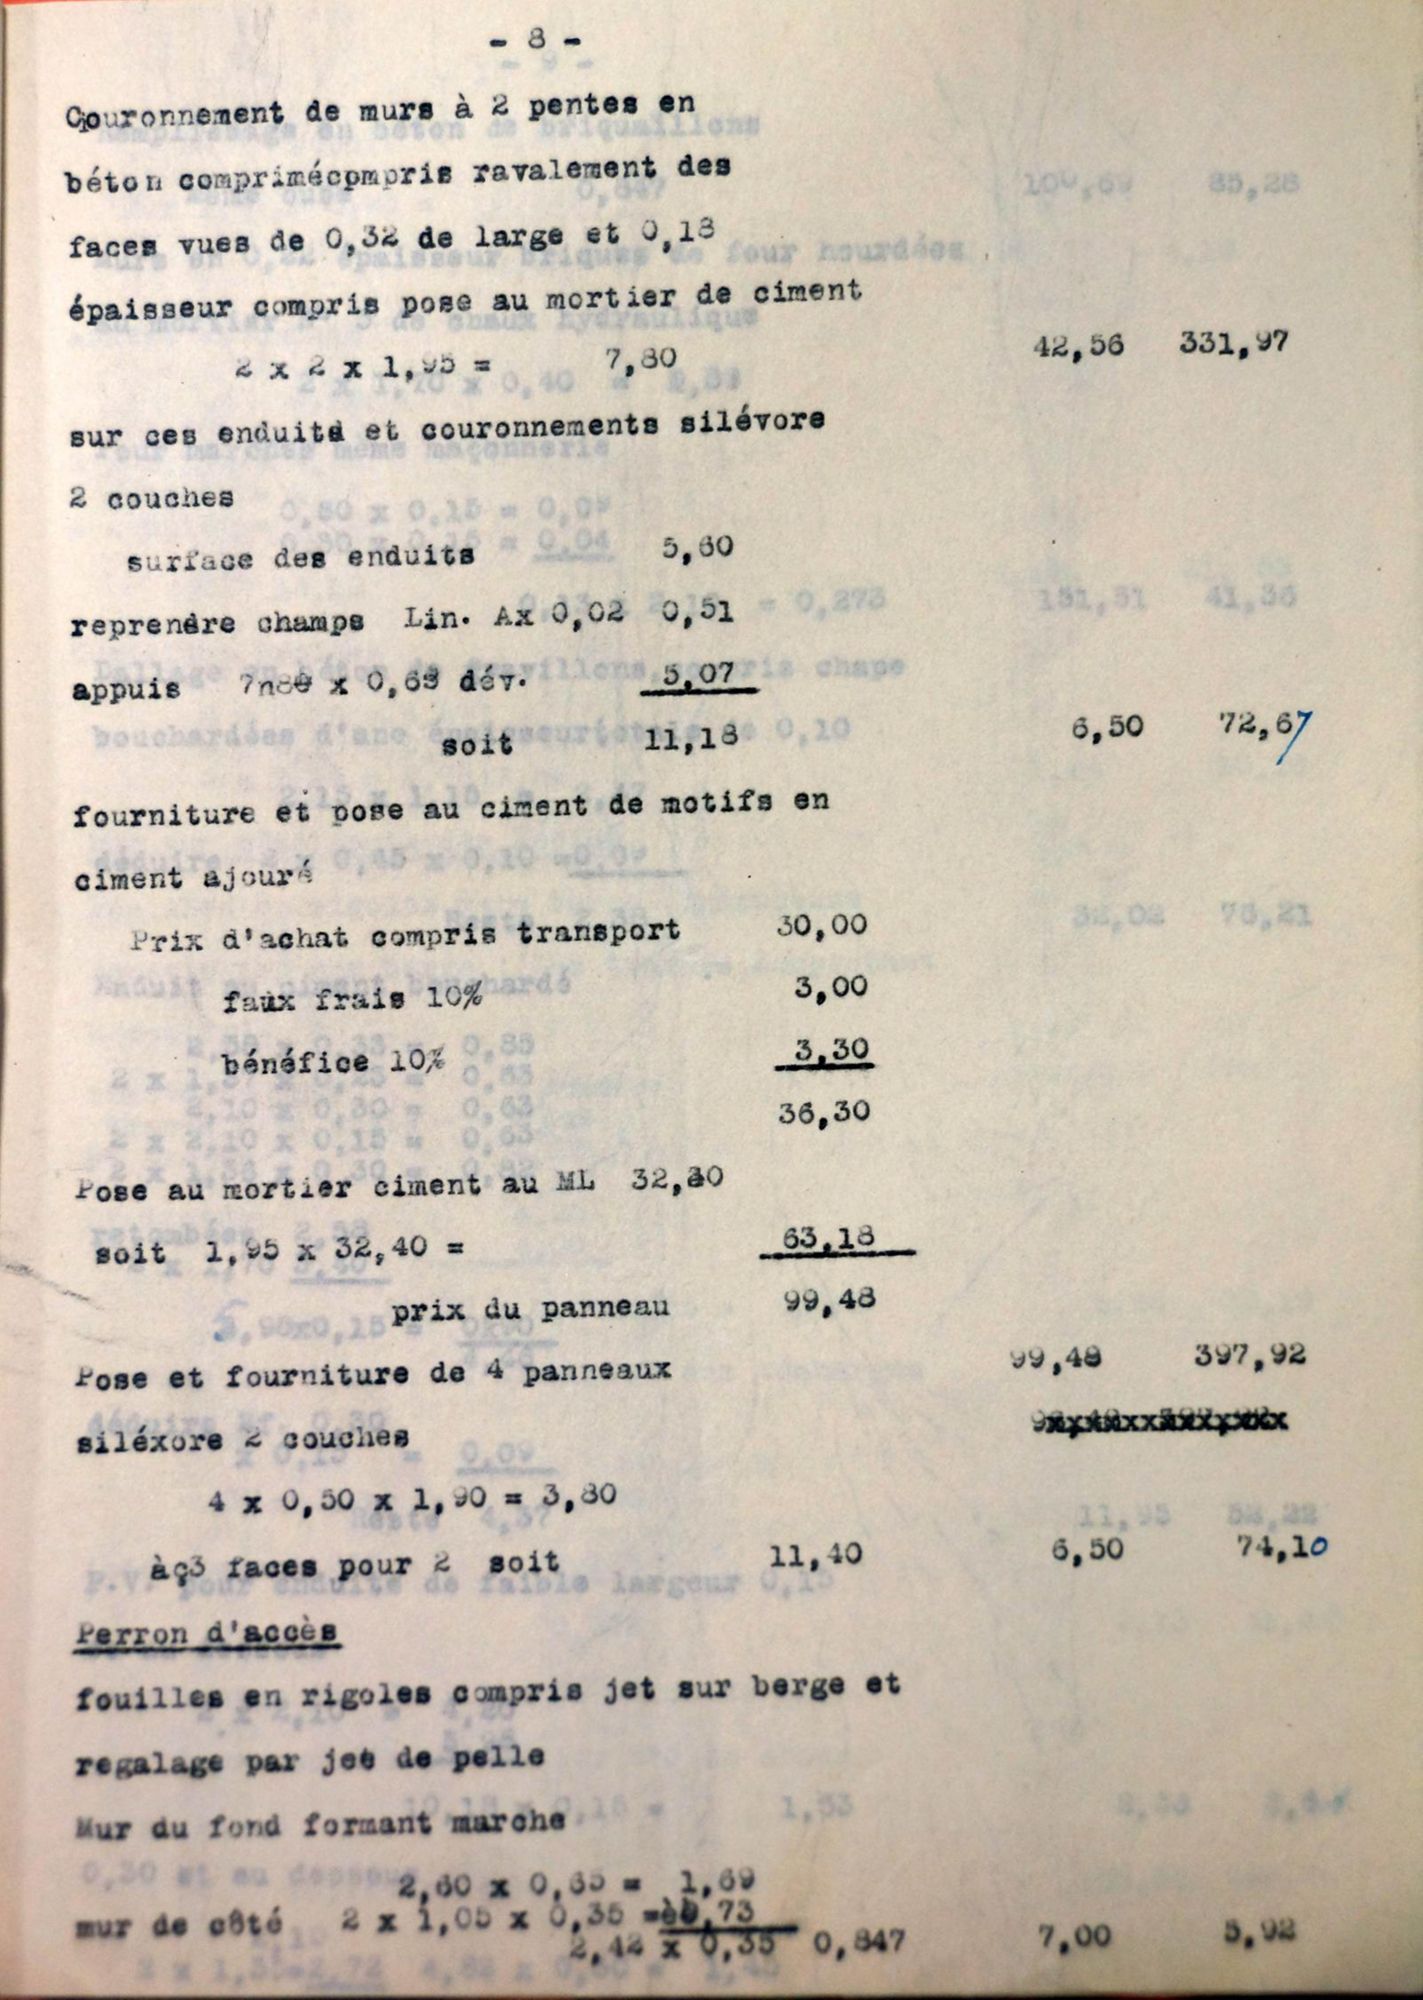 - 8 -
Couronnement de murs à 2 pentes en
béton comprimécompris ravalement des
faces vues de 0,32 de large et 0,18
épaisseur compris pose au mortier de ciment
2 x 2 x 1,95 = 7,80 42,56 331,97
sur ces enduits et couronnements silévore
2 couches
surface des enduits 5,60
reprendre champs Lin. Ax 0,02 0,51
appuis 7n80 x 0,65 dév. 5,07
soit 11,18 6,50 72,67
fourniture et pose au ciment de motifs en
ciment ajouré
Prix d'achat compris transport 30,00
faux frais 10% 3,00
bénéfice 10% 3,30
36,30
Pose au mortier ciment au ML 32,40
soit 1,95 x 32,40 = 63,18
prix du panneau 99,48
Pose et fourniture de 4 panneaux 99,48 397,92
siléxore 2 couches
4 x 0,50 x 1,90 = 3,80
àç3 faces pour 2 soit 11,40 6,50 74,10
Perron d'accès
fouilles en rigoles compris jet sur berge et
regalage par jet de pelle
Mur du fond formant marche
2,60 x 0,65 = 1,69
mur de côté 2 x 1,05 x 0,35 = 0,73
2,42 x 0,35 0,847 7,00 5,92